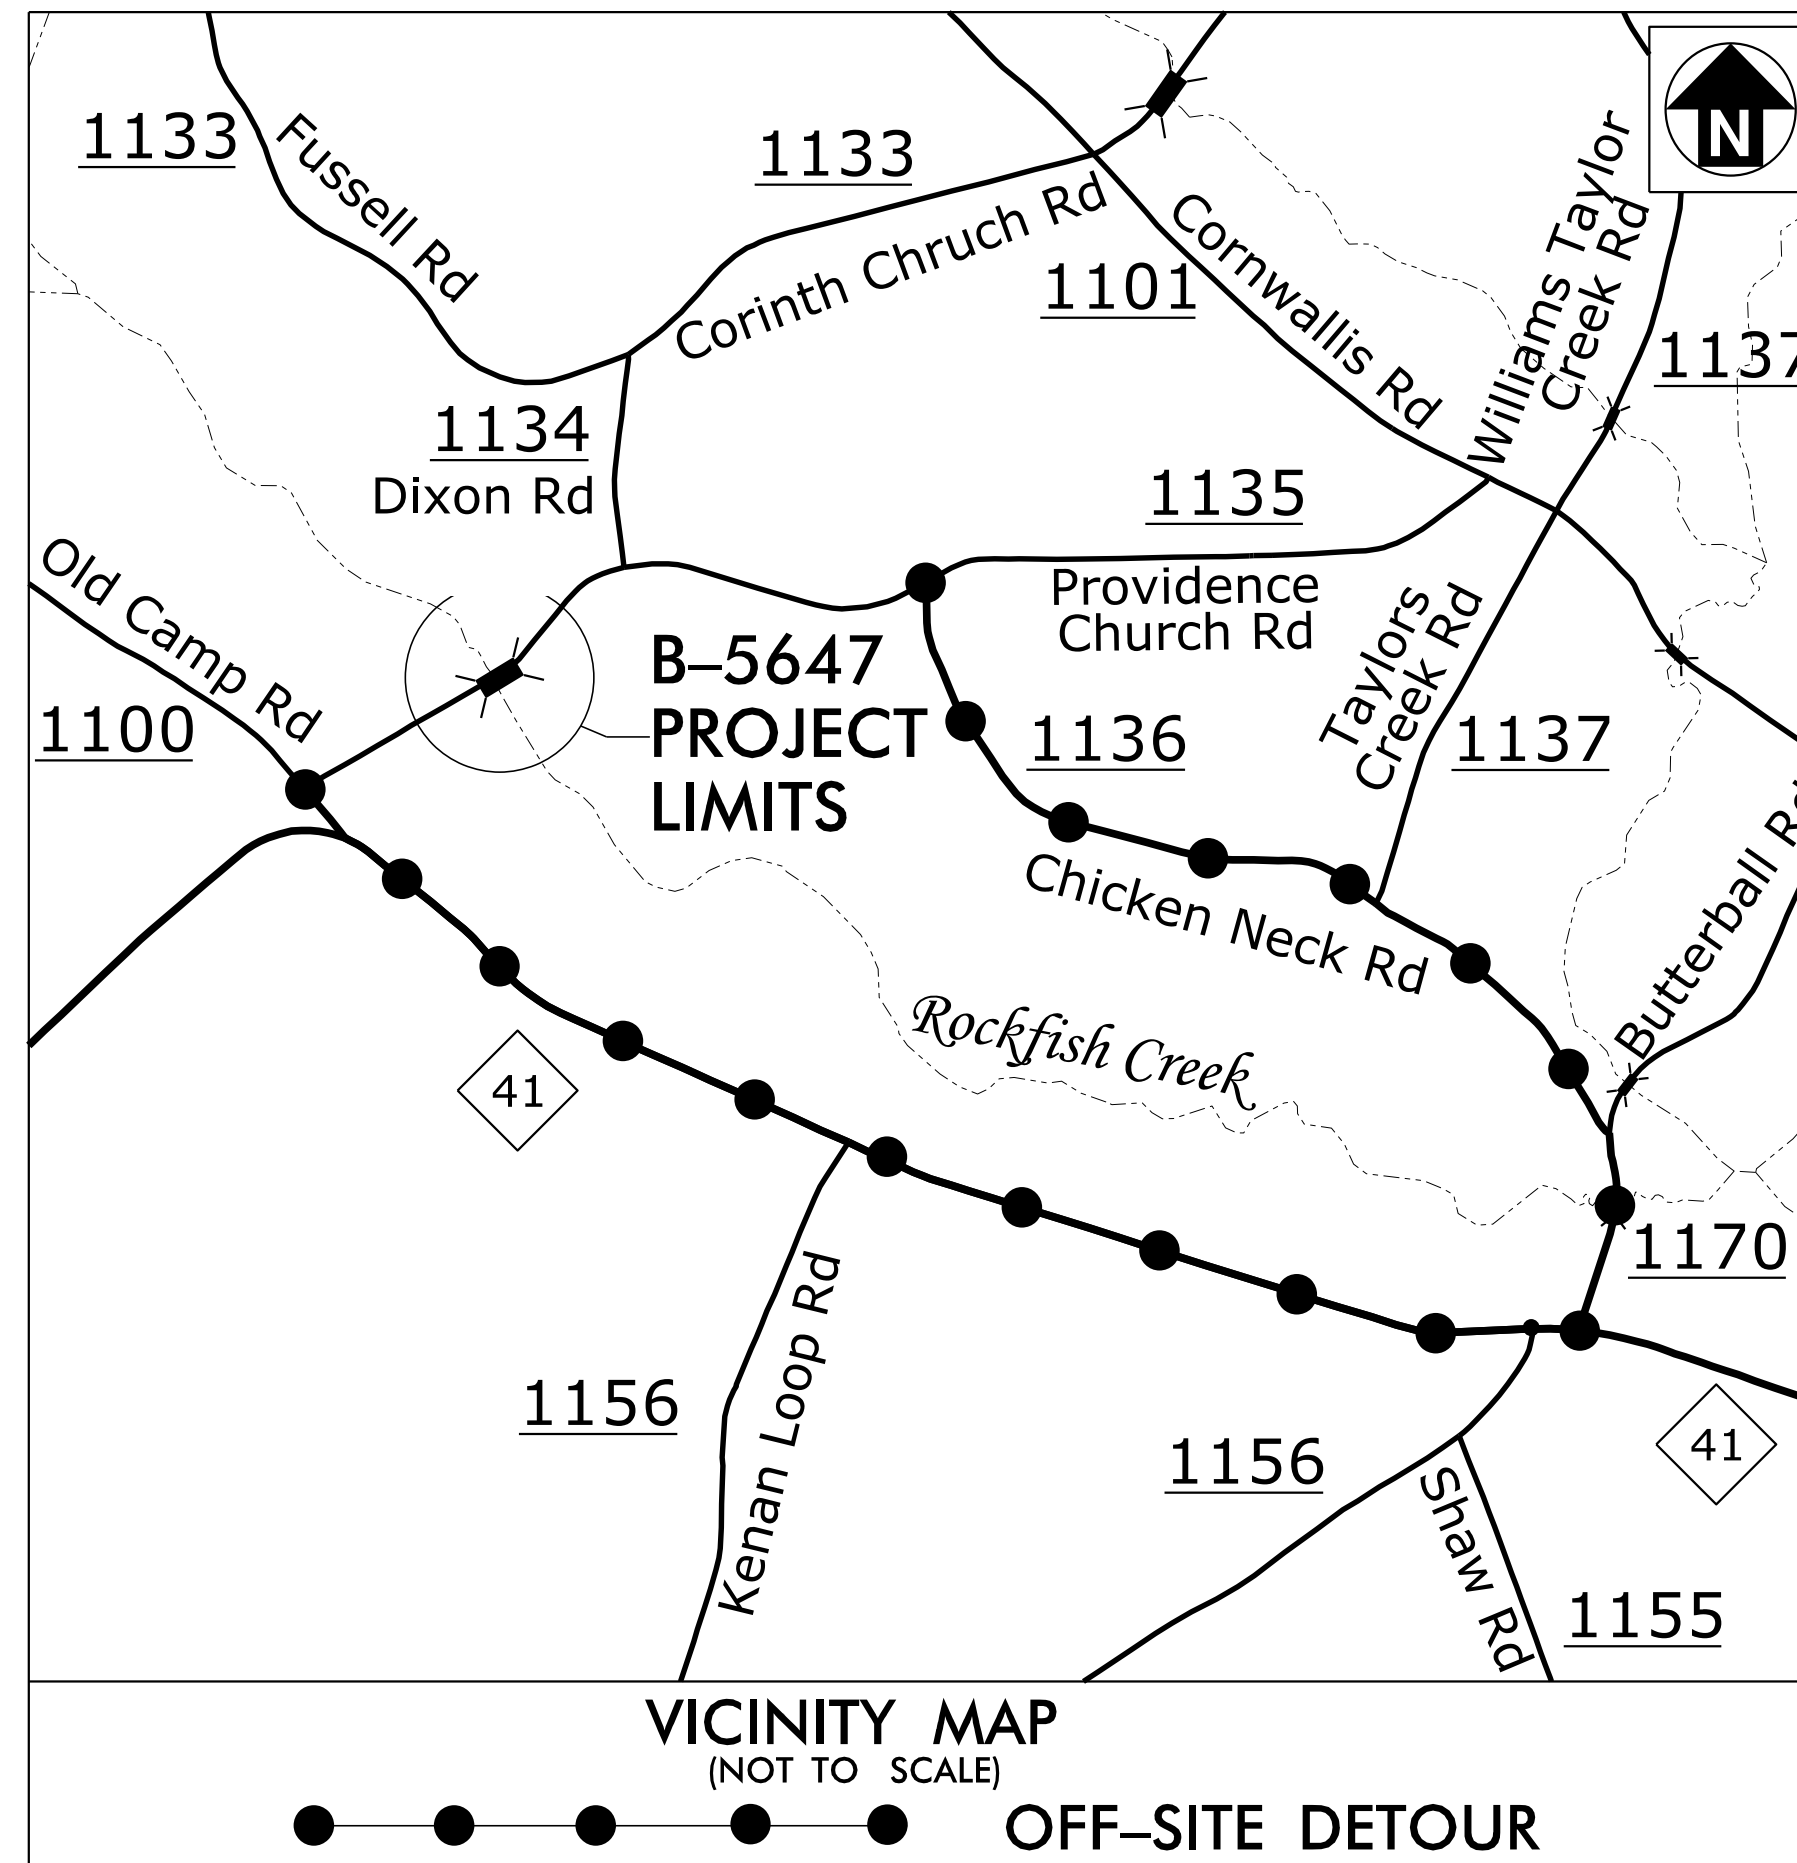 N
1133
Fussell Rd
1133
Corinth Chruch Rd
1101
Cornwallis Rd
Williams Taylor
Creek Rd
1137
1134
Dixon Rd
1135
Providence
Church Rd
Old Camp Rd
1100
B–5647
PROJECT
LIMITS
1136
Taylors
Creek Rd
1137
Chicken Neck Rd
Butterball Rd
Rockfish Creek
41
1170
Kenan Loop Rd
1156
1156
41
Shaw Rd
1155
VICINITY MAP
(NOT TO SCALE)
OFF–SITE DETOUR